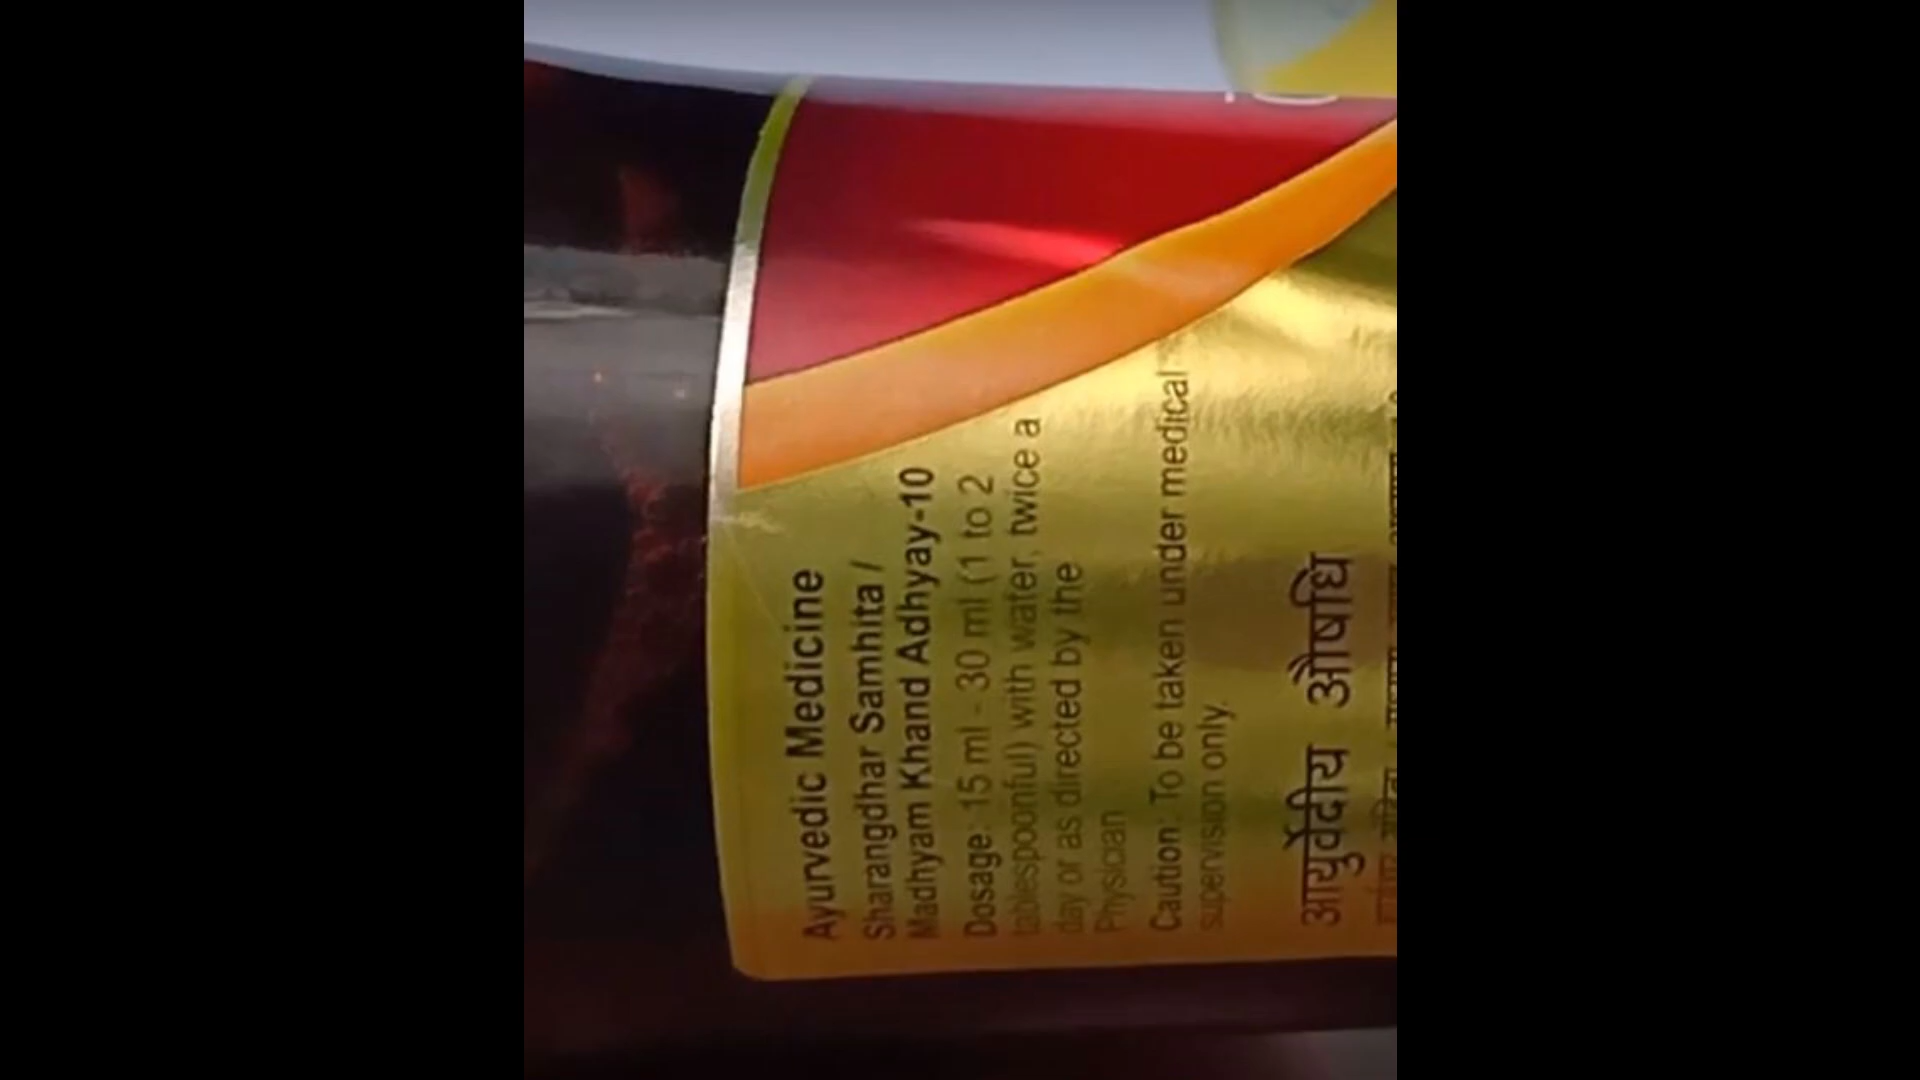 Ayurvedic Medicine
Sharangdhar Samhita /
Madhyam Khand Adhyay-10
Dosage: 15 ml - 30 ml (1 to 2
tablespoonful) with water, twice a
day or as directed by the
Physician
Caution: To be taken under medical
supervision only.
आयुर्वेदीय औषधि